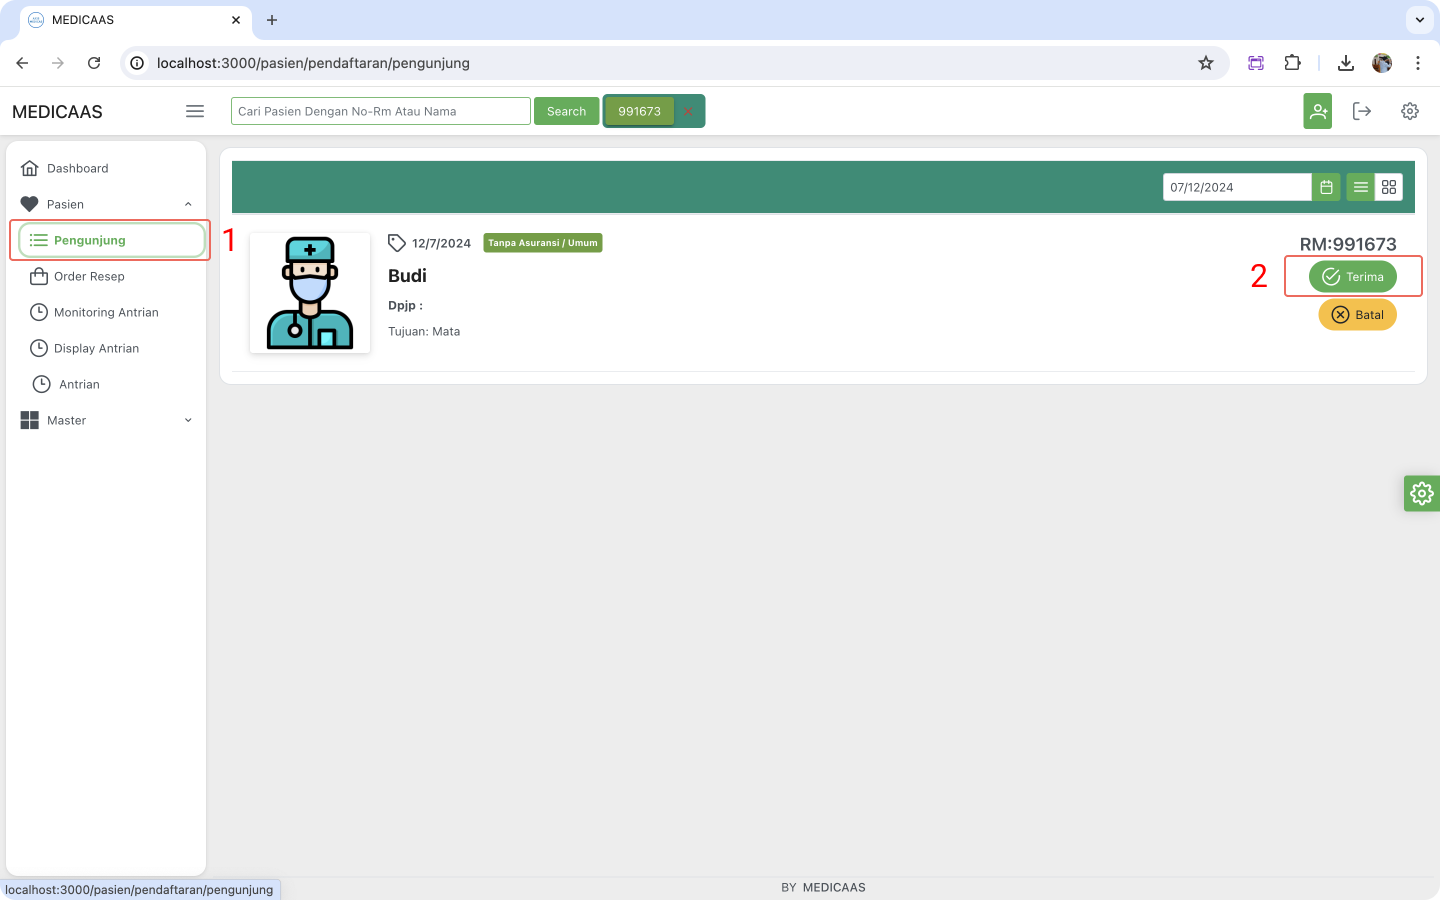 MEDICAAS
localhost:3000/pasien/pendaftaran/pengunjung
MEDICAAS
Cari Pasien Dengan No-Rm Atau Nama
Search
991673
Dashboard
Pasien
Pengunjung
1
Order Resep
Monitoring Antrian
Display Antrian
Antrian
Master
07/12/2024
12/7/2024
Tanpa Asuransi / Umum
Budi
Dpjp :
Tujuan: Mata
RM:991673
2
Terima
Batal
localhost:3000/pasien/pendaftaran/pengunjung
BY MEDICAAS